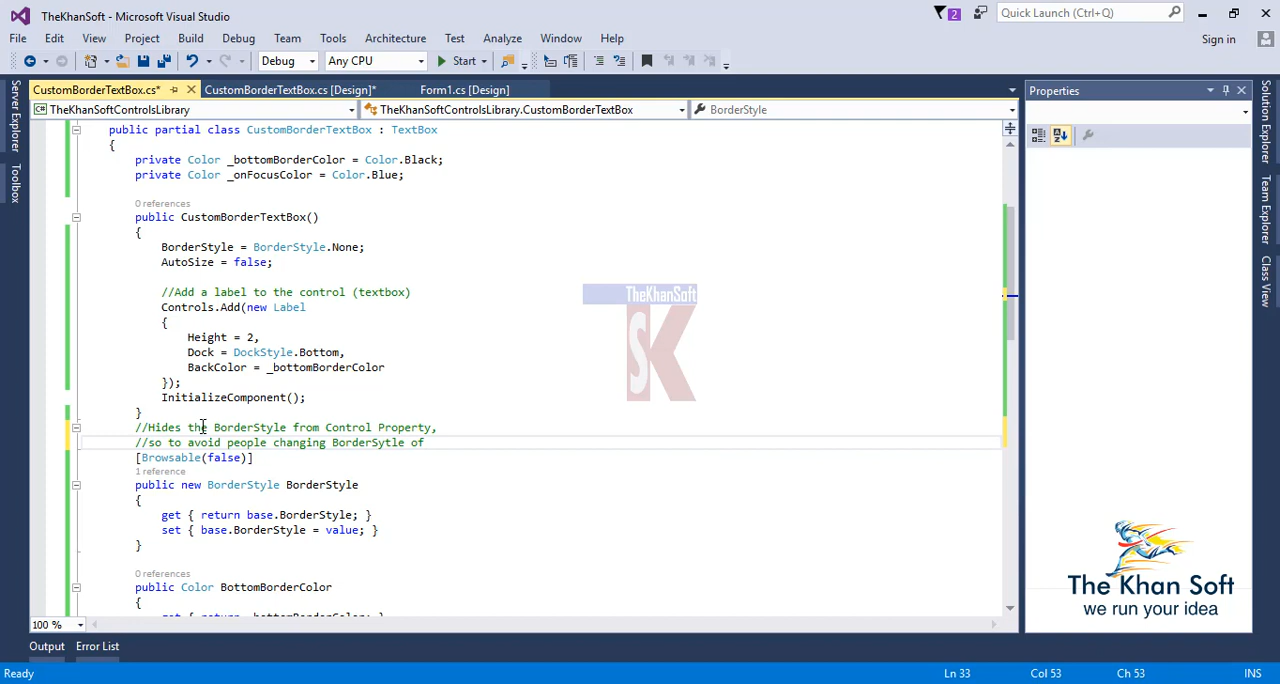 TheKhanSoft - Microsoft Visual Studio
2
Quick Launch (Ctrl+Q)
File Edit View Project Build Debug Team Tools Architecture Test Analyze Window Help
Sign in
Debug Any CPU Start
CustomBorderTextBox.cs* CustomBorderTextBox.cs [Design]* Form1.cs [Design]
TheKhanSoftControlsLibrary TheKhanSoftControlsLibrary.CustomBorderTextBox BorderStyle
Server Explorer
Toolbox
public partial class CustomBorderTextBox : TextBox
{
private Color _bottomBorderColor = Color.Black;
private Color _onFocusColor = Color.Blue;
0 references
public CustomBorderTextBox()
{
BorderStyle = BorderStyle.None;
AutoSize = false;
//Add a label to the control (textbox)
Controls.Add(new Label
{
Height = 2,
Dock = DockStyle.Bottom,
BackColor = _bottomBorderColor
});
InitializeComponent();
}
//Hides the BorderStyle from Control Property,
//so to avoid people changing BorderSytle of
[Browsable(false)]
1 reference
public new BorderStyle BorderStyle
{
get { return base.BorderStyle; }
set { base.BorderStyle = value; }
}
0 references
public Color BottomBorderColor
{
get { return _bottomBorderColor; }
TheKhanSoft
SK
Properties
Solution Explorer
Team Explorer
Class View
The Khan Soft
we run your idea
100 %
Output Error List
Ready Ln 33 Col 53 Ch 53 INS